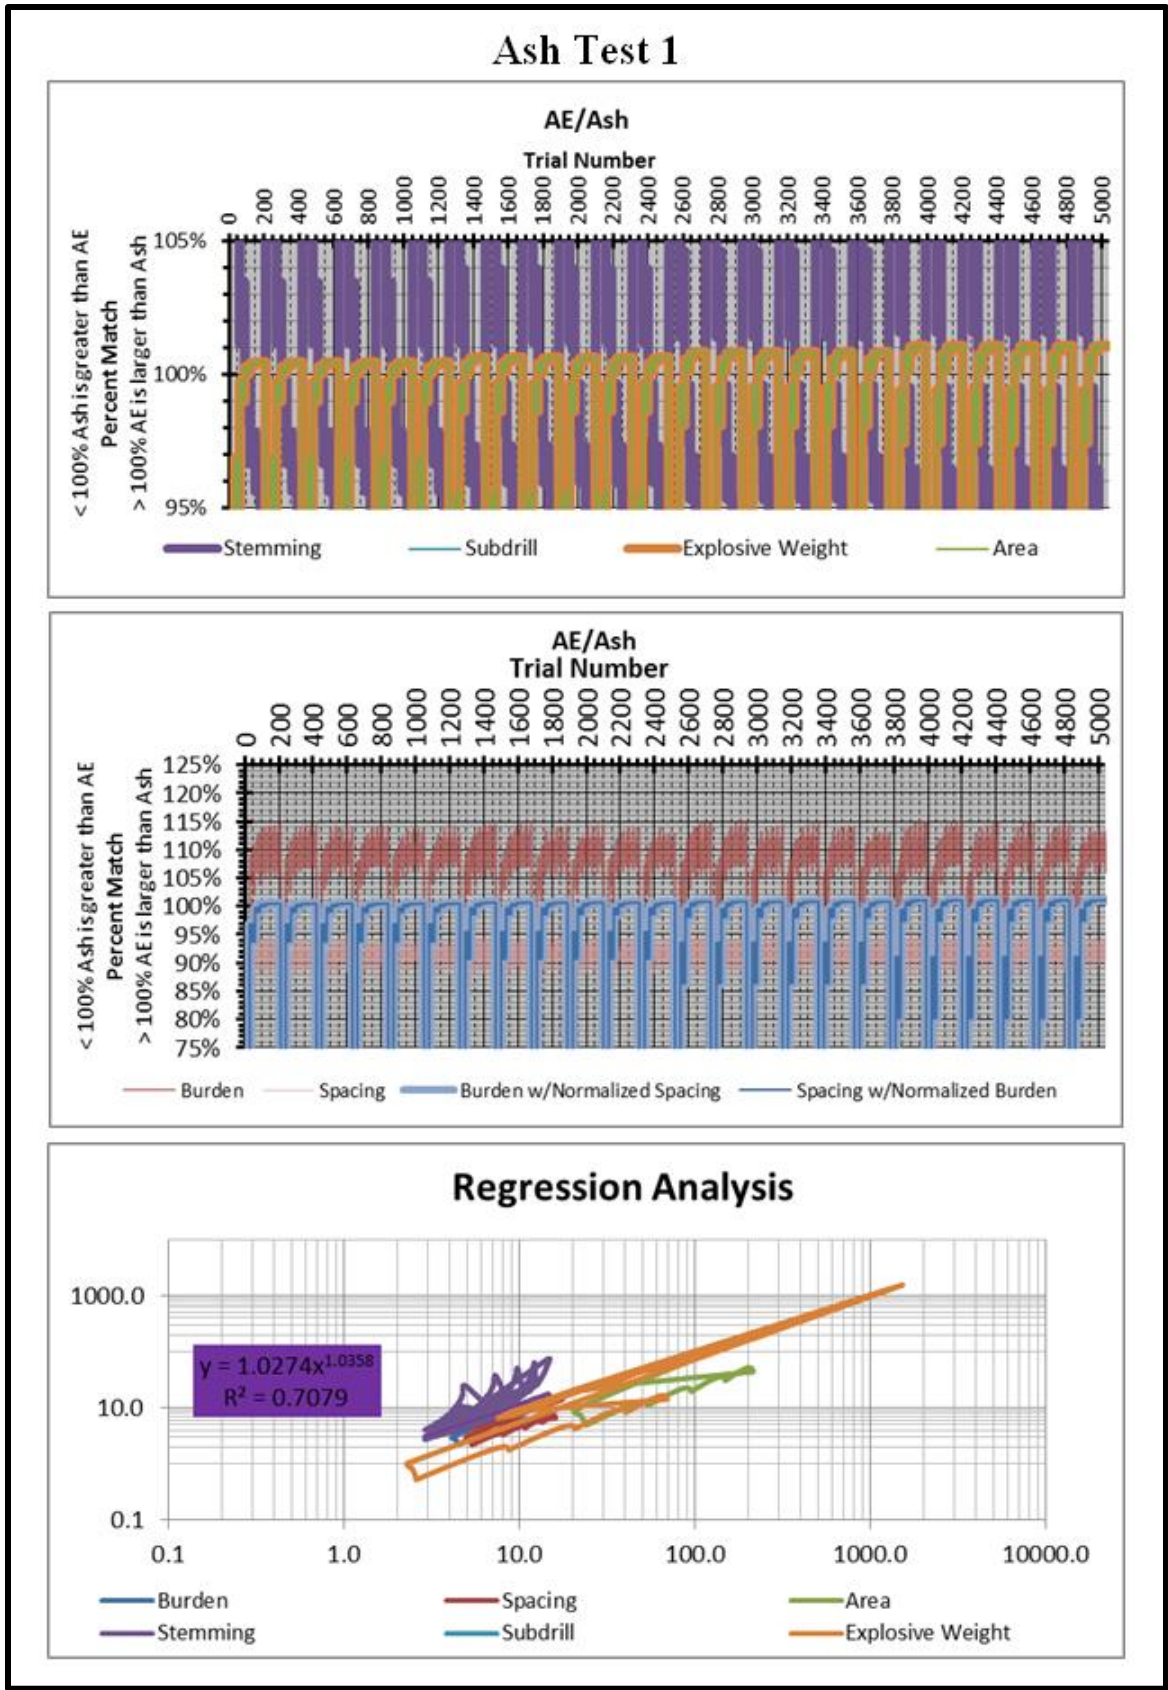 Ash Test 1
AE/Ash
Trial Number
0 200 400 600 800 1000 1200 1400 1600 1800 2000 2200 2400 2600 2800 3000 3200 3400 3600 3800 4000 4200 4400 4600 4800 5000
< 100% Ash is greater than AE
Percent Match
> 100% AE is larger than Ash
105%
100%
95%
Stemming Subdrill Explosive Weight Area
AE/Ash
Trial Number
0 200 400 600 800 1000 1200 1400 1600 1800 2000 2200 2400 2600 2800 3000 3200 3400 3600 3800 4000 4200 4400 4600 4800 5000
< 100% Ash is greater than AE
Percent Match
> 100% AE is larger than Ash
125%
120%
115%
110%
105%
100%
95%
90%
85%
80%
75%
Burden Spacing Burden w/Normalized Spacing Spacing w/Normalized Burden
Regression Analysis
1000.0
10.0
0.1
y = 1.0274x^1.0358
R² = 0.7079
0.1 1.0 10.0 100.0 1000.0 10000.0
Burden Spacing Area
Stemming Subdrill Explosive Weight